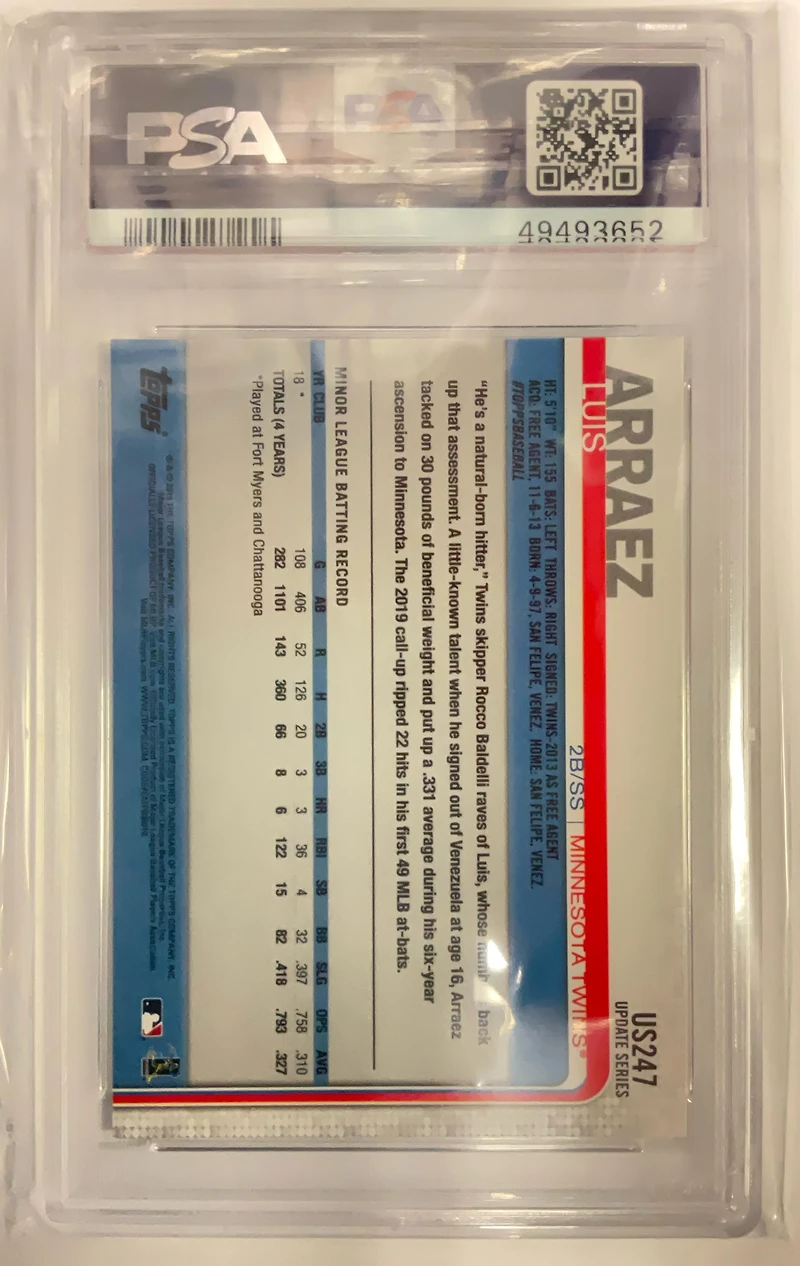 PSA
PSA
49493652
US247
UPDATE SERIES
ARRAEZ
LUIS
2B/SS | MINNESOTA TWINS®
HT: 5'10" WT: 155 BATS: LEFT THROWS: RIGHT SIGNED: TWINS-2013 AS FREE AGENT
ACQ: FREE AGENT, 11-6-13 BORN: 4-9-97, SAN FELIPE, VENEZ. HOME: SAN FELIPE, VENEZ.
#TOPPSBASEBALL
"He's a natural-born hitter," Twins skipper Rocco Baldelli raves of Luis, whose back
up that assessment. A little-known talent when he signed out of Venezuela at age 16, Arraez
tacked on 30 pounds of beneficial weight and put up a .331 average during his six-year
ascension to Minnesota. The 2019 call-up ripped 22 hits in his first 49 MLB at-bats.
MINOR LEAGUE BATTING RECORD
YR CLUB G AB R H 2B 3B HR RBI SB BB SLG OPS AVG
18 * 108 406 52 126 20 3 3 36 4 32 .397 .758 .310
TOTALS (4 YEARS) 282 1101 143 360 66 8 6 122 15 82 .418 .793 .327
*Played at Fort Myers and Chattanooga
topps